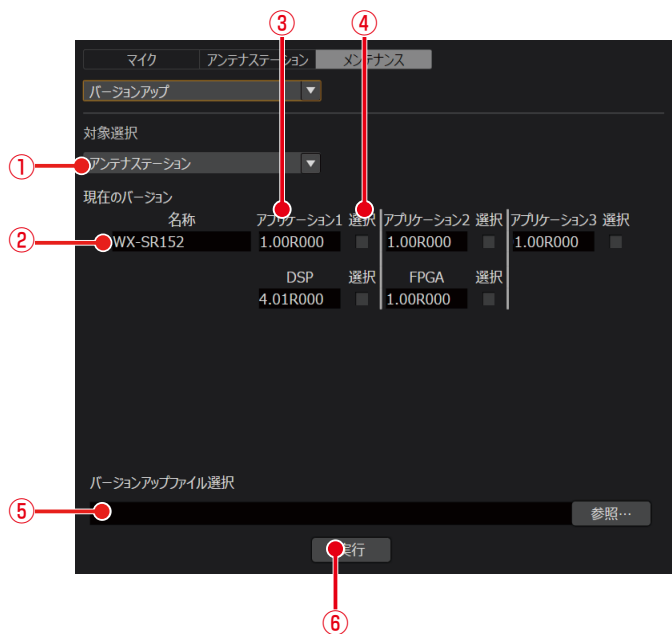 ③ ④
マイク アンテナステーション メンテナンス
バージョンアップ
対象選択
① アンテナステーション
現在のバージョン
名称 アプリケーション1 選択 アプリケーション2 選択 アプリケーション3 選択
② WX-SR152 1.00R000 1.00R000 1.00R000
DSP 選択 FPGA 選択
4.01R000 1.00R000
バージョンアップファイル選択
⑤ 参照…
実行
⑥